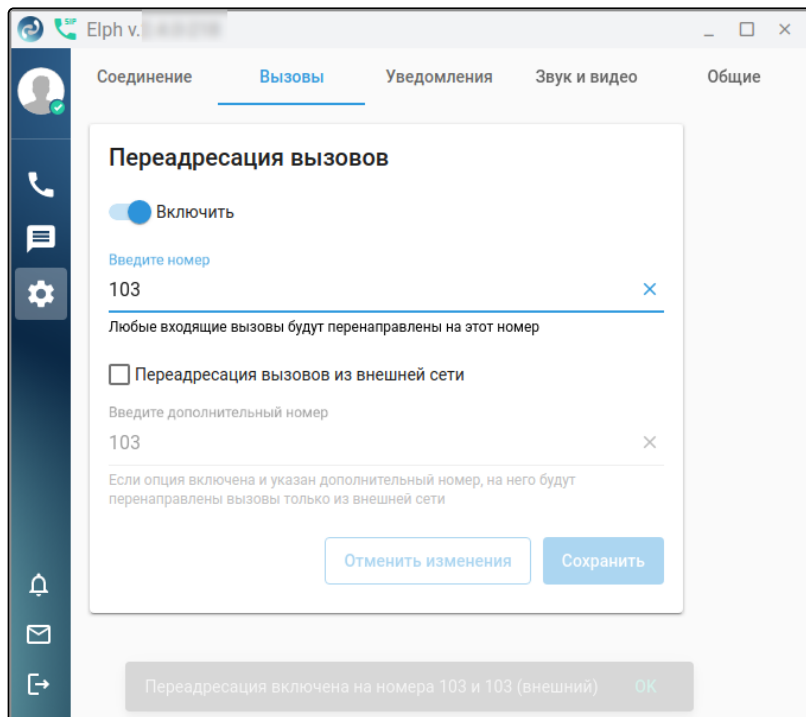 SIP
Elph v.
Соединение Вызовы Уведомления Звук и видео Общие
Переадресация вызовов
Включить
Введите номер
103
Любые входящие вызовы будут перенаправлены на этот номер
Переадресация вызовов из внешней сети
Введите дополнительный номер
103
Если опция включена и указан дополнительный номер, на него будут
перенаправлены вызовы только из внешней сети
Отменить изменения Сохранить
Переадресация включена на номера 103 и 103 (внешний) OK